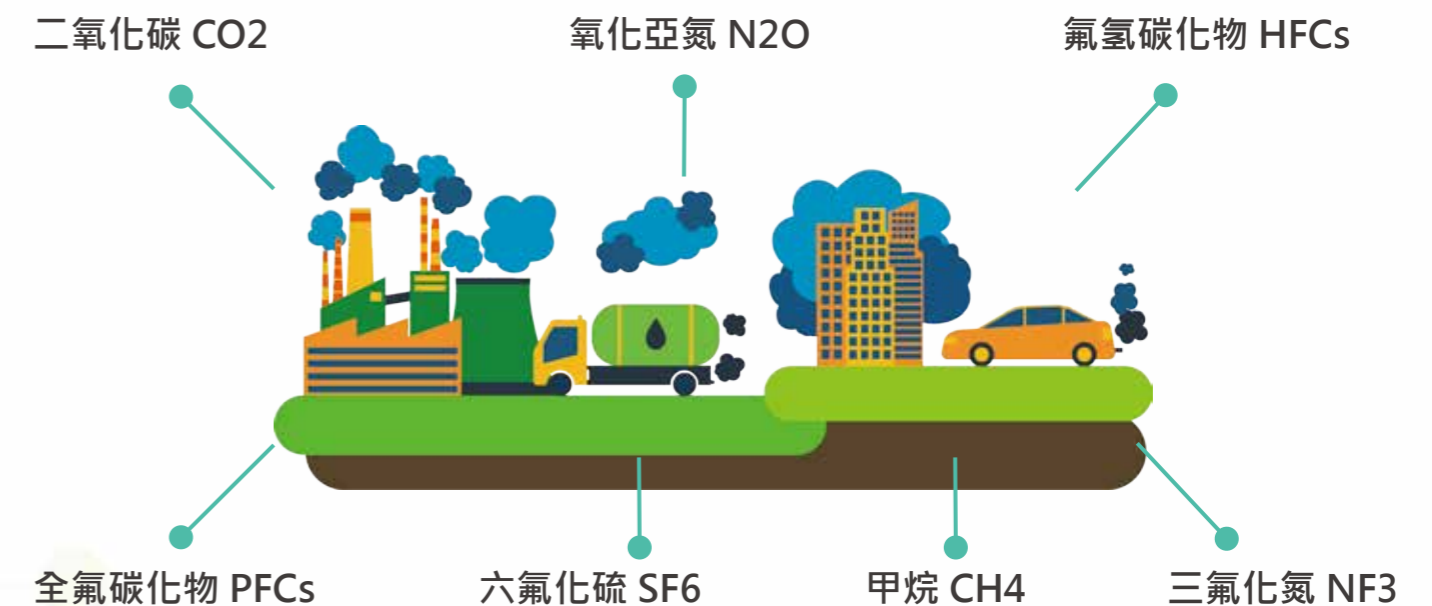 二氧化碳 CO2
氧化亞氮 N2O
氟氫碳化物 HFCs
全氟碳化物 PFCs
六氟化硫 SF6
甲烷 CH4
三氟化氮 NF3